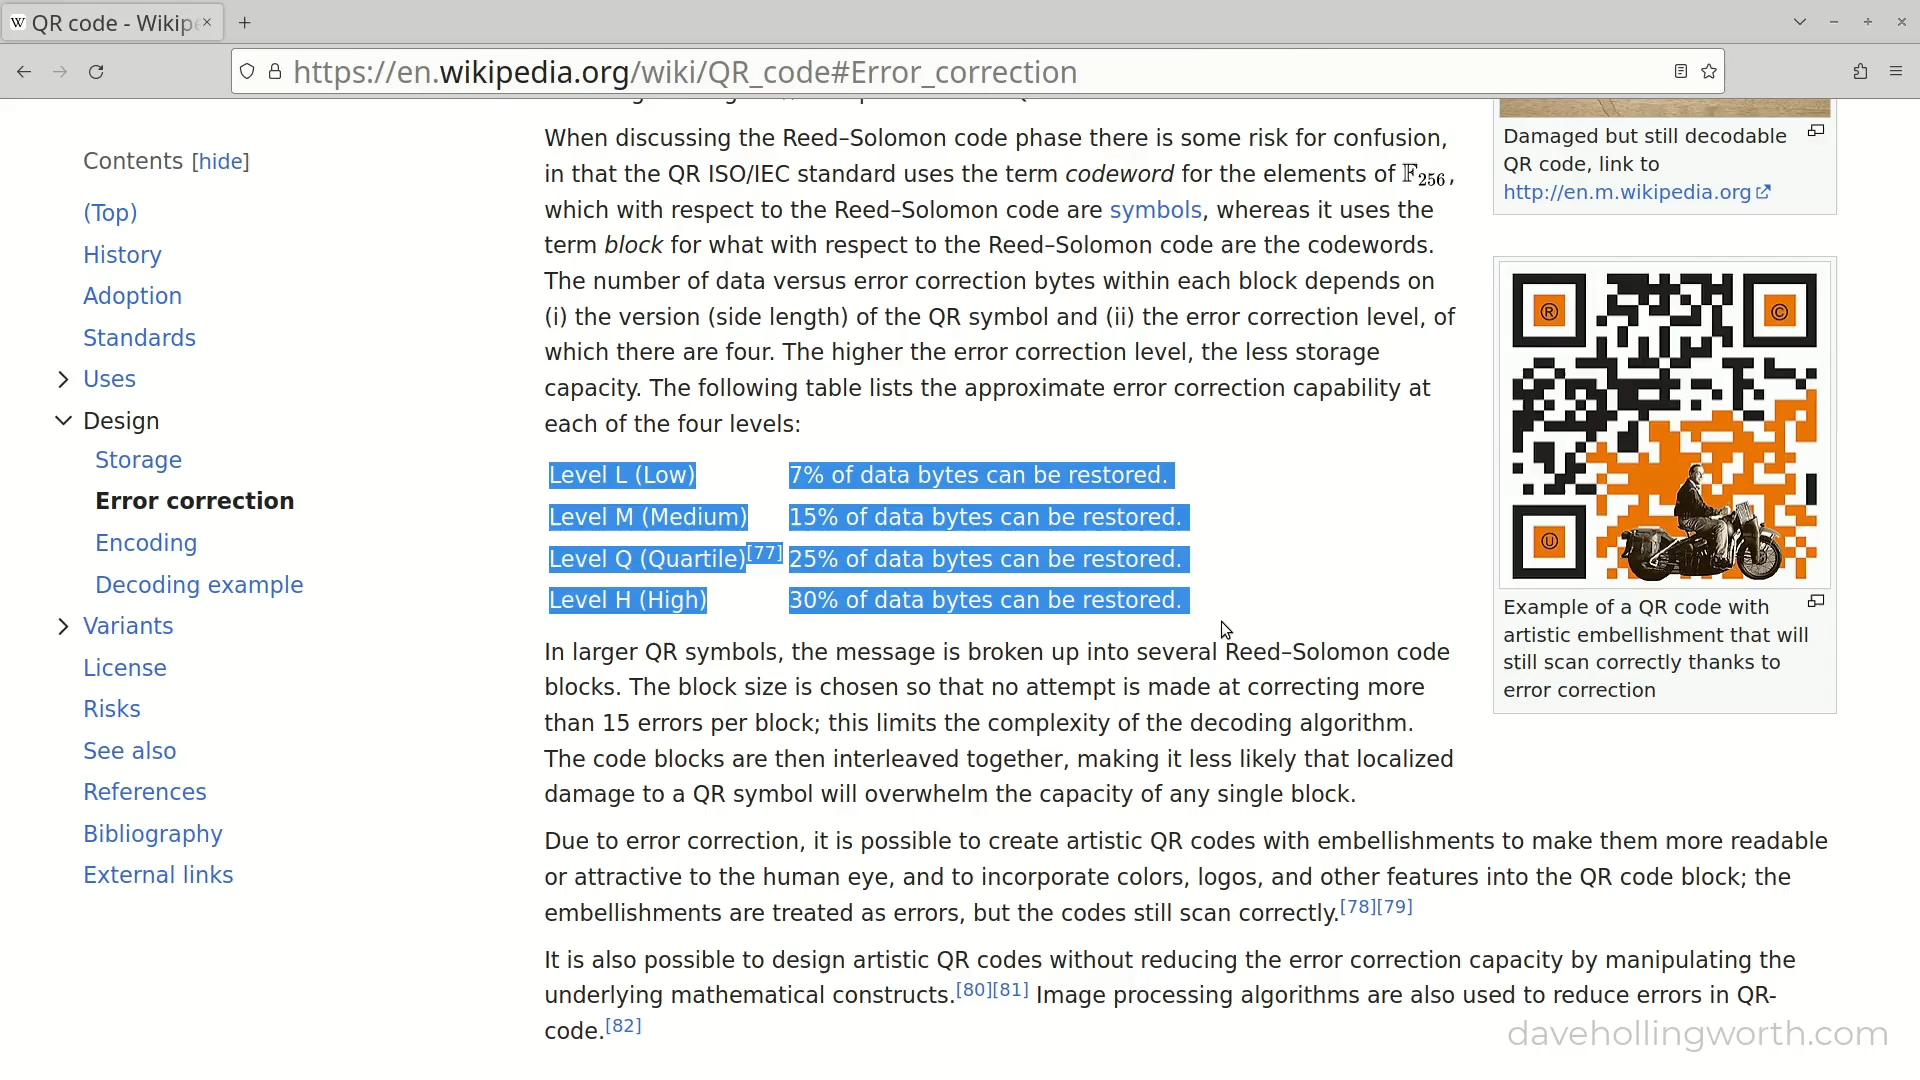 QR code - Wikip
https://en.wikipedia.org/wiki/QR_code#Error_correction
Contents [hide]
(Top)
History
Adoption
Standards
Uses
Design
Storage
Error correction
Encoding
Decoding example
Variants
License
Risks
See also
References
Bibliography
External links
When discussing the Reed–Solomon code phase there is some risk for confusion,
in that the QR ISO/IEC standard uses the term codeword for the elements of 𝔽256,
which with respect to the Reed–Solomon code are symbols, whereas it uses the
term block for what with respect to the Reed–Solomon code are the codewords.
The number of data versus error correction bytes within each block depends on
(i) the version (side length) of the QR symbol and (ii) the error correction level, of
which there are four. The higher the error correction level, the less storage
capacity. The following table lists the approximate error correction capability at
each of the four levels:
Level L (Low) 7% of data bytes can be restored.
Level M (Medium) 15% of data bytes can be restored.
Level Q (Quartile)[77] 25% of data bytes can be restored.
Level H (High) 30% of data bytes can be restored.
In larger QR symbols, the message is broken up into several Reed–Solomon code
blocks. The block size is chosen so that no attempt is made at correcting more
than 15 errors per block; this limits the complexity of the decoding algorithm.
The code blocks are then interleaved together, making it less likely that localized
damage to a QR symbol will overwhelm the capacity of any single block.
Due to error correction, it is possible to create artistic QR codes with embellishments to make them more readable
or attractive to the human eye, and to incorporate colors, logos, and other features into the QR code block; the
embellishments are treated as errors, but the codes still scan correctly.[78][79]
It is also possible to design artistic QR codes without reducing the error correction capacity by manipulating the
underlying mathematical constructs.[80][81] Image processing algorithms are also used to reduce errors in QR-
code.[82]
Damaged but still decodable
QR code, link to
http://en.m.wikipedia.org
® ©
U
Example of a QR code with
artistic embellishment that will
still scan correctly thanks to
error correction
davehollingworth.com